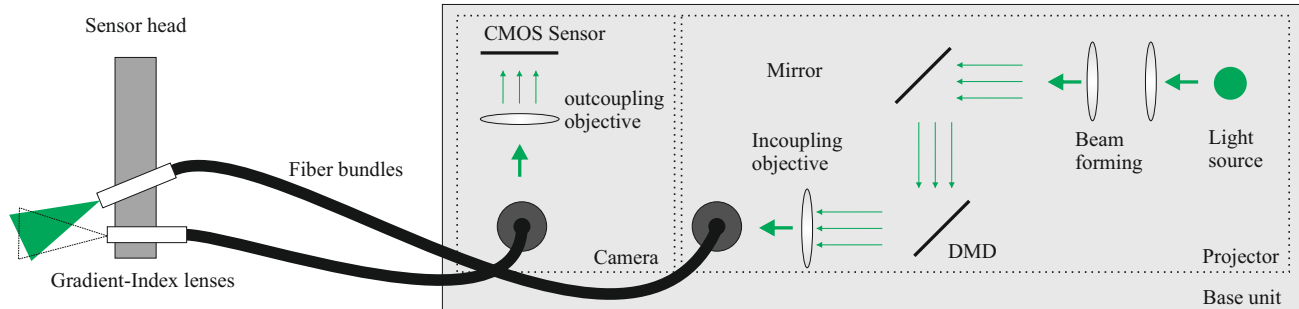 Sensor head
CMOS Sensor
outcoupling
objective
Mirror
Incoupling
objective
Beam
forming
Light
source
Fiber bundles
Gradient-Index lenses
Camera
DMD
Projector
Base unit